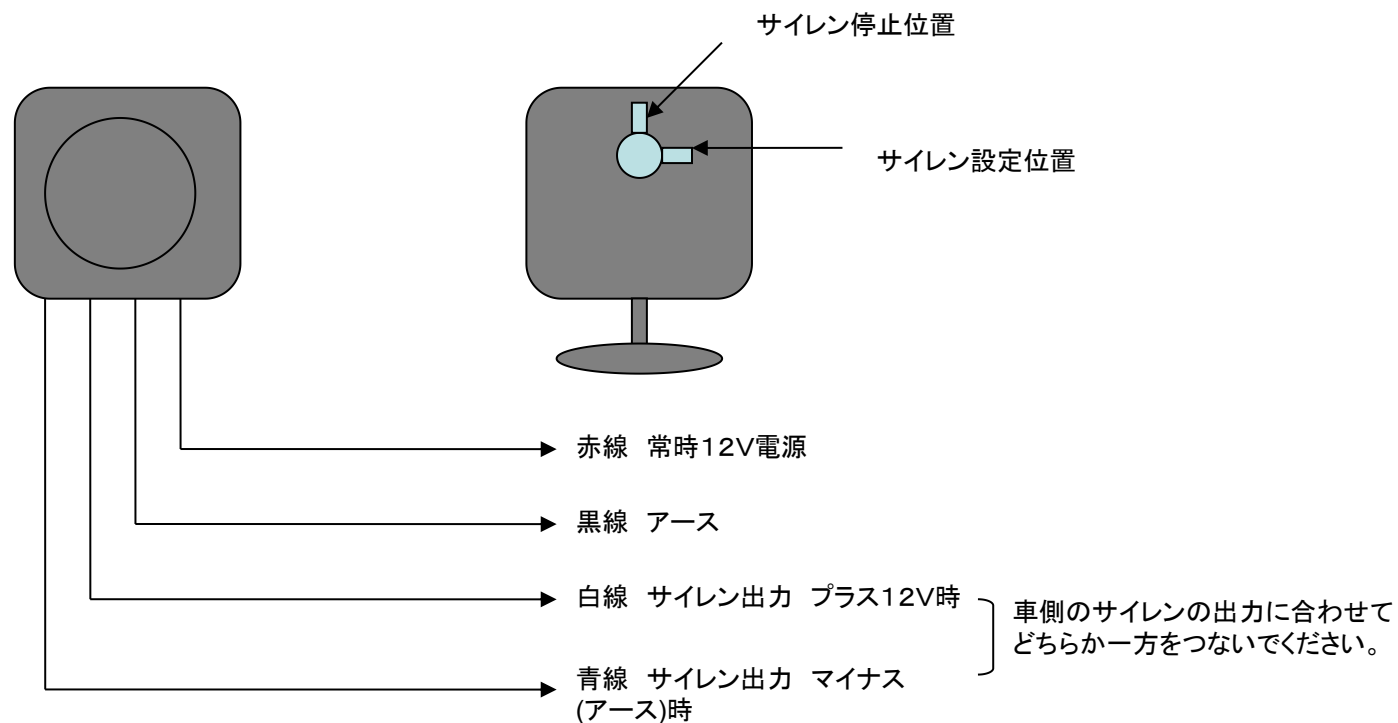 サイレン停止位置
サイレン設定位置
赤線 常時12V電源
黒線 アース
白線 サイレン出力 プラス12V時
車側のサイレンの出力に合わせて
どちらか一方をつないでください。
青線 サイレン出力 マイナス
(アース)時